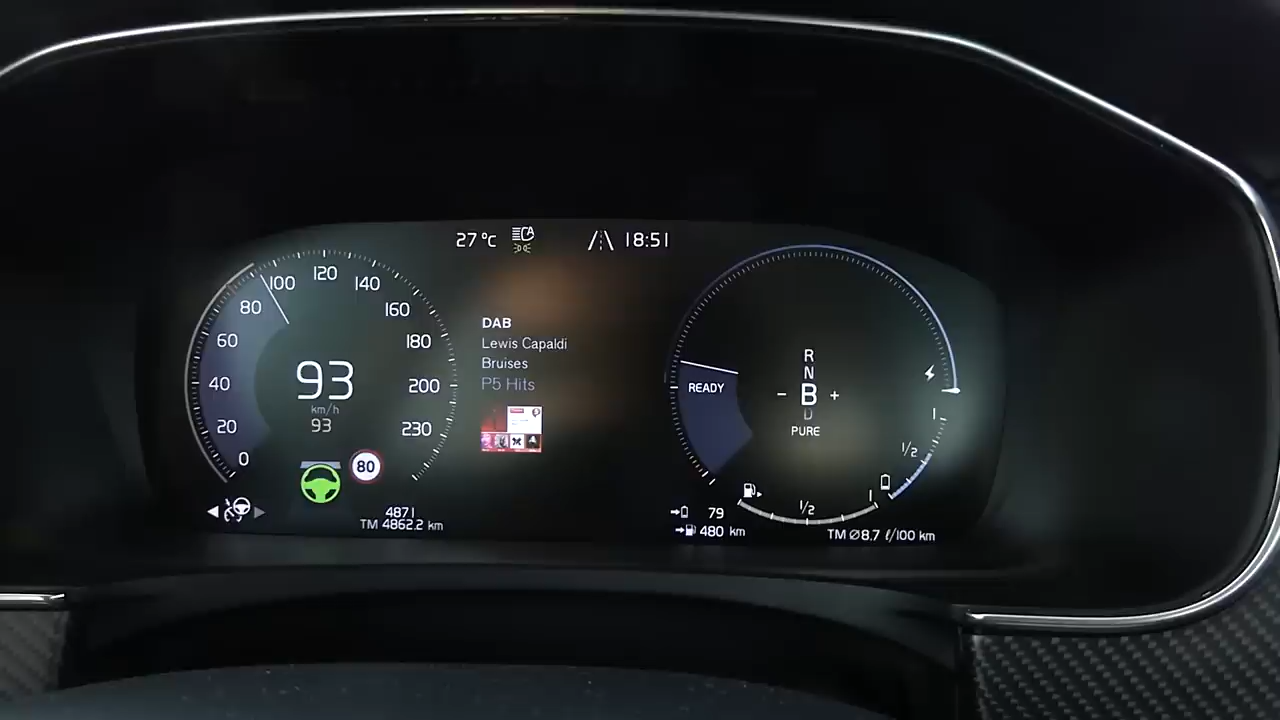 27 °C
18:51
0
20
40
60
80
100
120
140
160
180
200
230
93
km/h
93
80
4871
TM 4862.2 km
DAB
Lewis Capaldi
Bruises
P5 Hits
READY
R
N
- B +
D
PURE
1
1/2
1/2
1
79
480 km
TM Ø8.7 ℓ/100 km